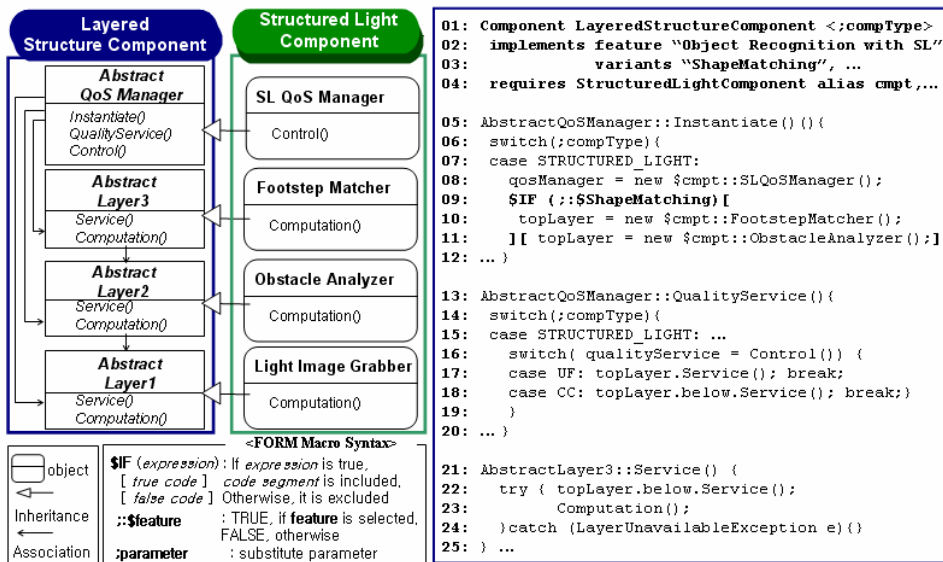 Layered
Structure Component
Abstract
QoS Manager
Instantiate()
QualityService()
Control()
Abstract
Layer3
Service()
Computation()
Abstract
Layer2
Service()
Computation()
Abstract
Layer1
Service()
Computation()
Structured Light
Component
SL QoS Manager
Control()
Footstep Matcher
Computation()
Obstacle Analyzer
Computation()
Light Image Grabber
Computation()
object
Inheritance
Association
<FORM Macro Syntax>
$IF (expression) : If expression is true,
[ true code ] code segment is included,
[ false code ] Otherwise, it is excluded
;:$feature : TRUE, if feature is selected,
FALSE, otherwise
;parameter : substitute parameter
01: Component LayeredStructureComponent <;compType>
02: implements feature “Object Recognition with SL”
03: variants “ShapeMatching”, …
04: requires StructuredLightComponent alias cmpt,…
05: AbstractQoSManager::Instantiate()(){
06: switch(;compType){
07: case STRUCTURED_LIGHT:
08: qosManager = new $cmpt::SLQoSManager();
09: $IF (;:$ShapeMatching)[
10: topLayer = new $cmpt::FootstepMatcher();
11: ][ topLayer = new $cmpt::ObstacleAnalyzer();]
12: … }
13: AbstractQoSManager::QualityService(){
14: switch(;compType){
15: case STRUCTURED_LIGHT: …
16: switch( qualityService = Control()) {
17: case UF: topLayer.Service(); break;
18: case CC: topLayer.below.Service(); break;}
19: }
20: … }
21: AbstractLayer3::Service() {
22: try { topLayer.below.Service();
23: Computation();
24: }catch (LayerUnavailableException e){}
25: } …